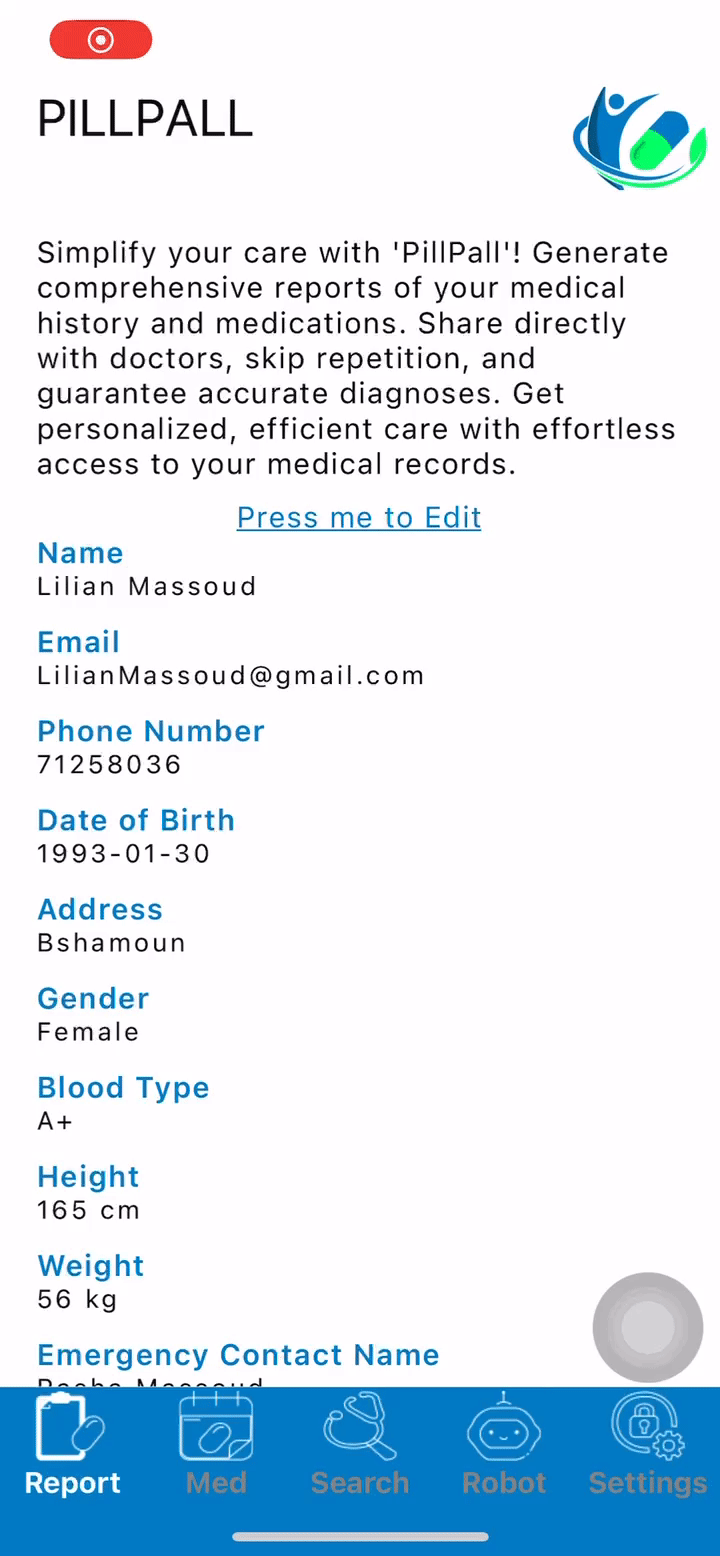 PILLPALL
Simplify your care with 'PillPall'! Generate
comprehensive reports of your medical
history and medications. Share directly
with doctors, skip repetition, and
guarantee accurate diagnoses. Get
personalized, efficient care with effortless
access to your medical records.
Press me to Edit
Name
Lilian Massoud
Email
LilianMassoud@gmail.com
Phone Number
71258036
Date of Birth
1993-01-30
Address
Bshamoun
Gender
Female
Blood Type
A+
Height
165 cm
Weight
56 kg
Emergency Contact Name
Massoud
Report Med Search Robot Settings